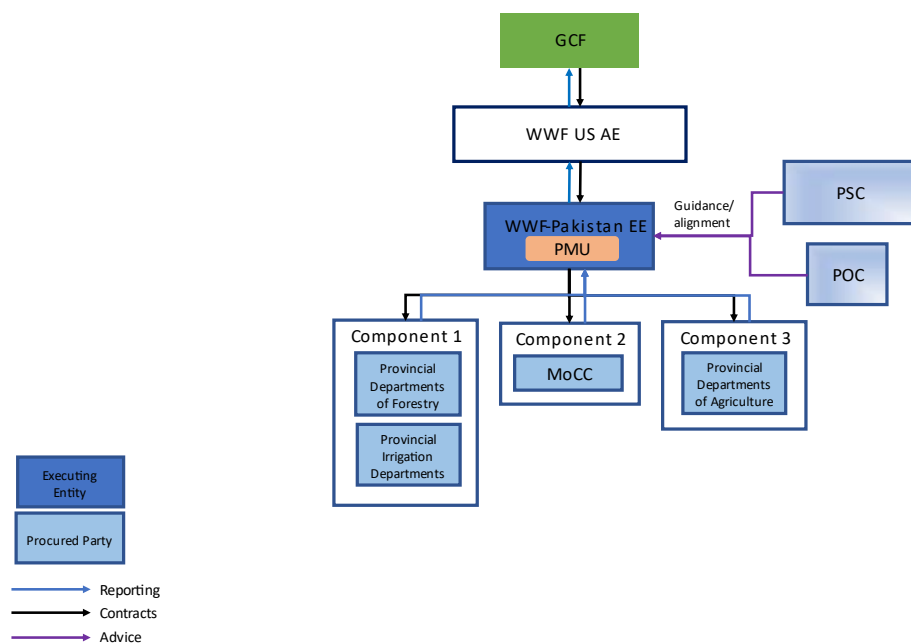 GCF
WWF US AE
WWF-Pakistan EE
PMU
Guidance/
alignment
PSC
POC
Component 1
Provincial
Departments
of Forestry
Provincial
Irrigation
Departments
Component 2
MoCC
Component 3
Provincial
Departments
of Agriculture
Executing
Entity
Procured Party
Reporting
Contracts
Advice